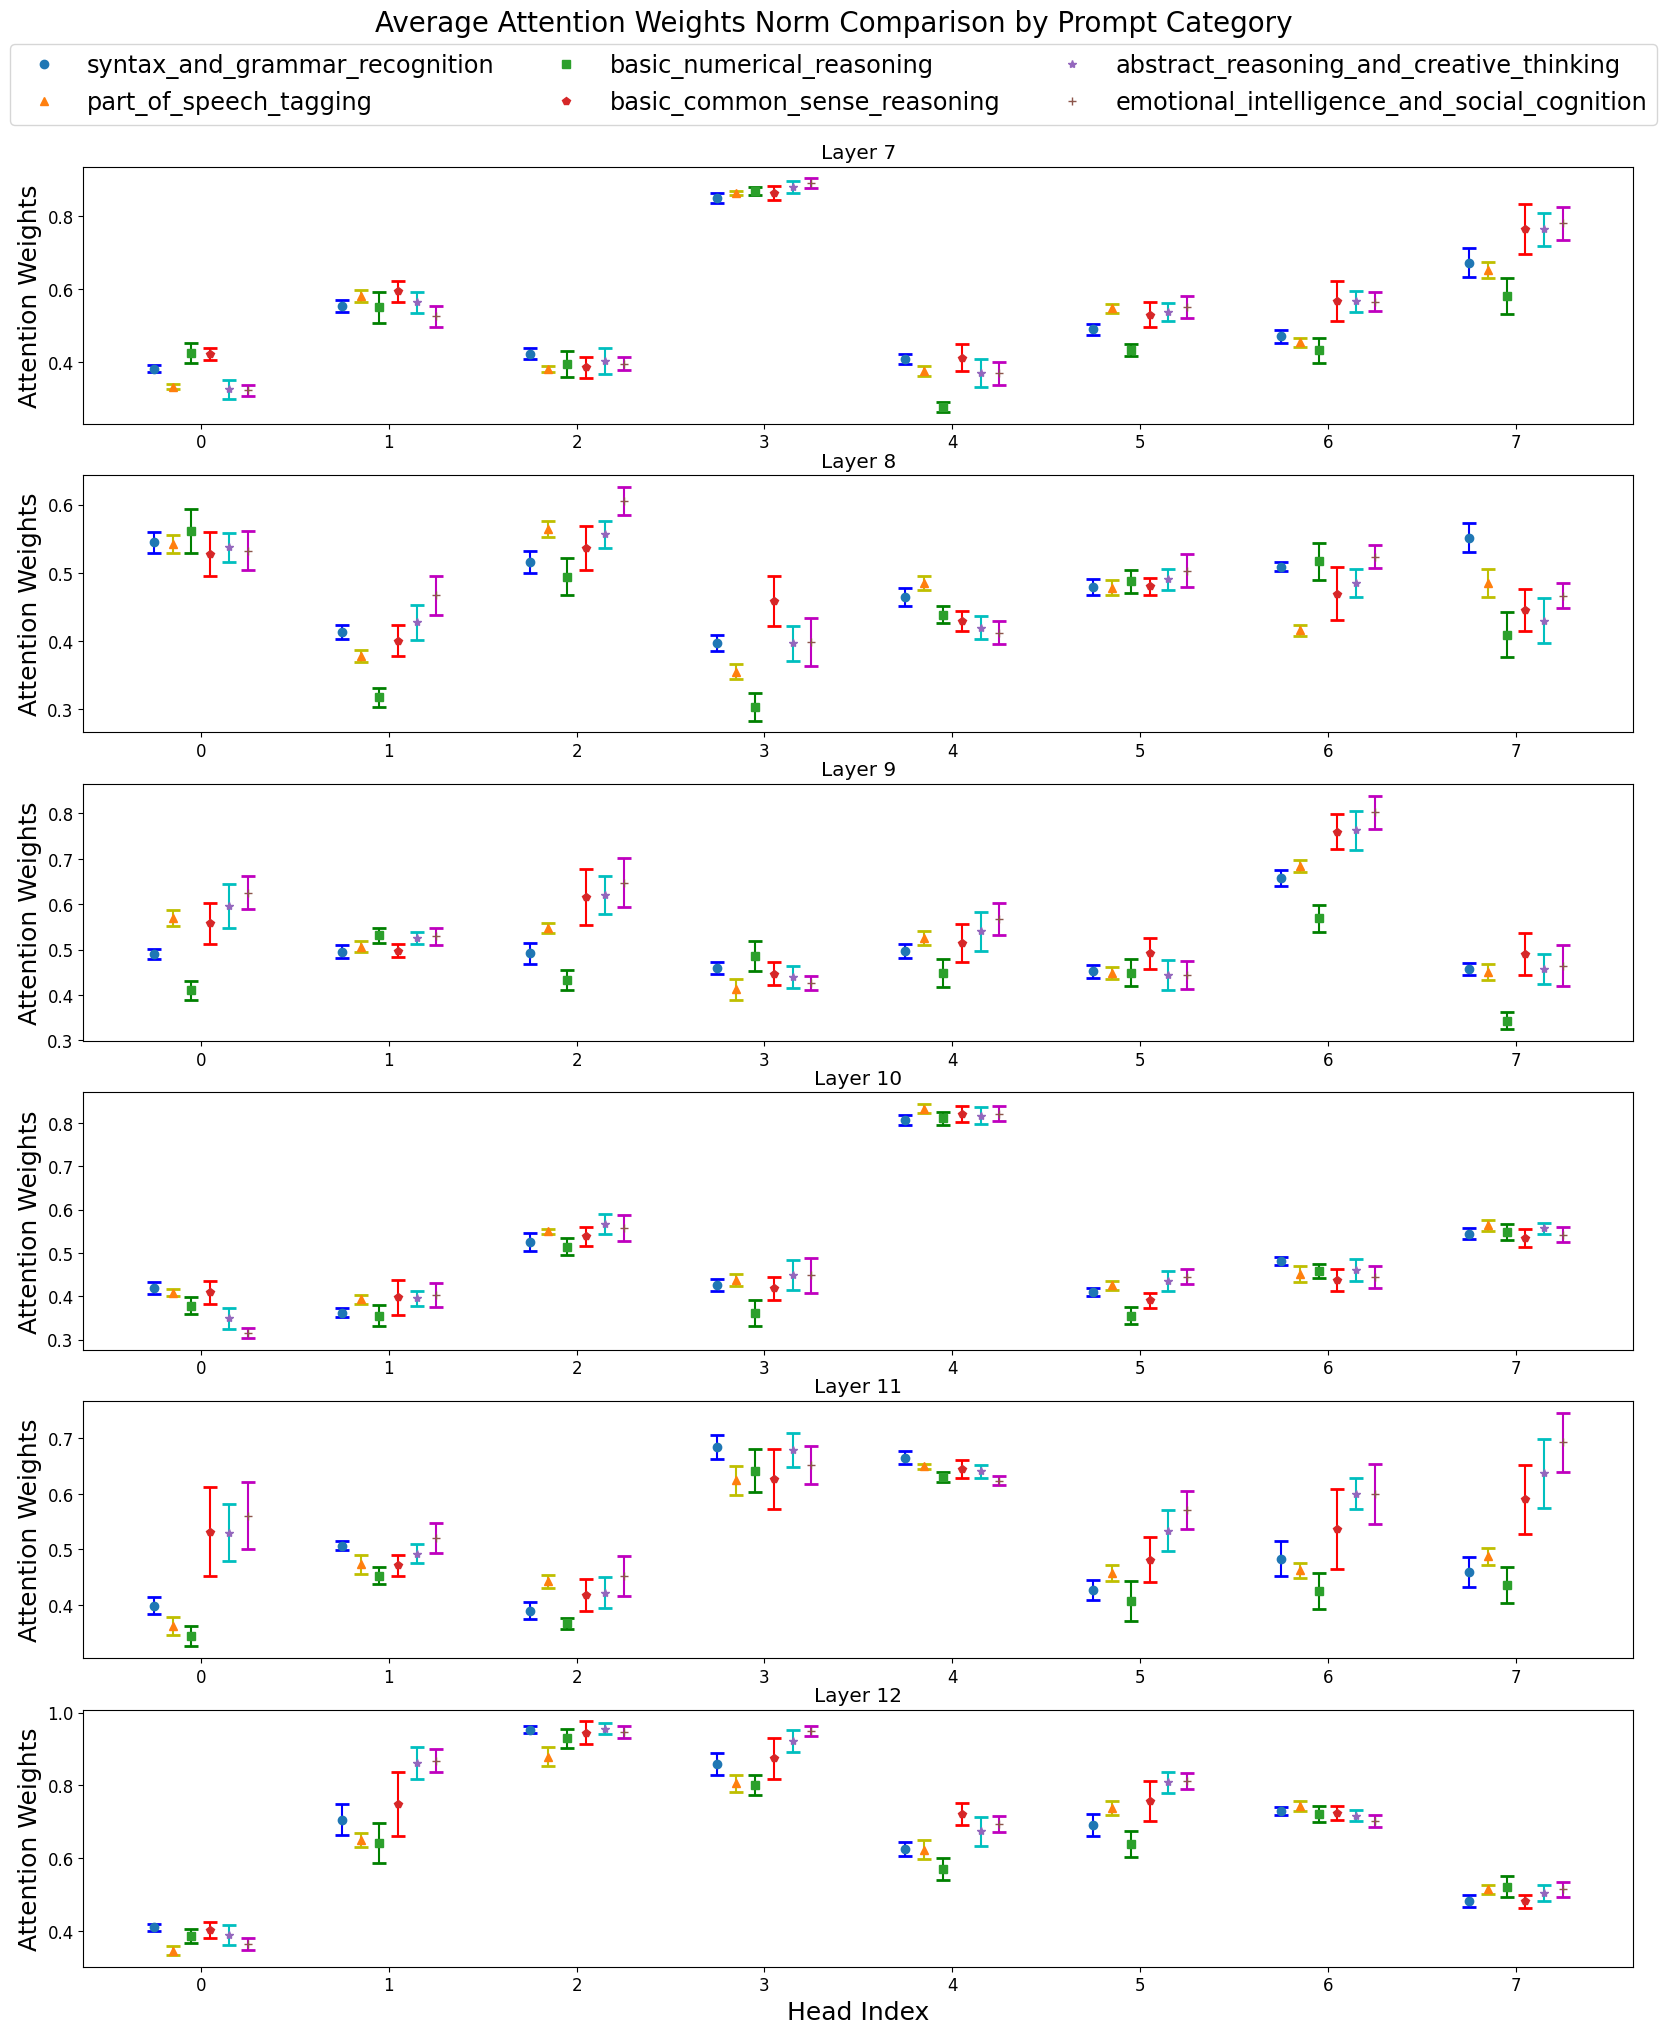 Average Attention Weights Norm Comparison by Prompt Category
syntax_and_grammar_recognition basic_numerical_reasoning abstract_reasoning_and_creative_thinking
part_of_speech_tagging basic_common_sense_reasoning emotional_intelligence_and_social_cognition
Layer 7
Attention Weights
0.8
0.6
0.4
0 1 2 3 4 5 6 7
Layer 8
Attention Weights
0.6
0.5
0.4
0.3
0 1 2 3 4 5 6 7
Layer 9
Attention Weights
0.8
0.7
0.6
0.5
0.4
0.3
0 1 2 3 4 5 6 7
Layer 10
Attention Weights
0.8
0.7
0.6
0.5
0.4
0.3
0 1 2 3 4 5 6 7
Layer 11
Attention Weights
0.7
0.6
0.5
0.4
0 1 2 3 4 5 6 7
Layer 12
Attention Weights
1.0
0.8
0.6
0.4
0 1 2 3 4 5 6 7
Head Index